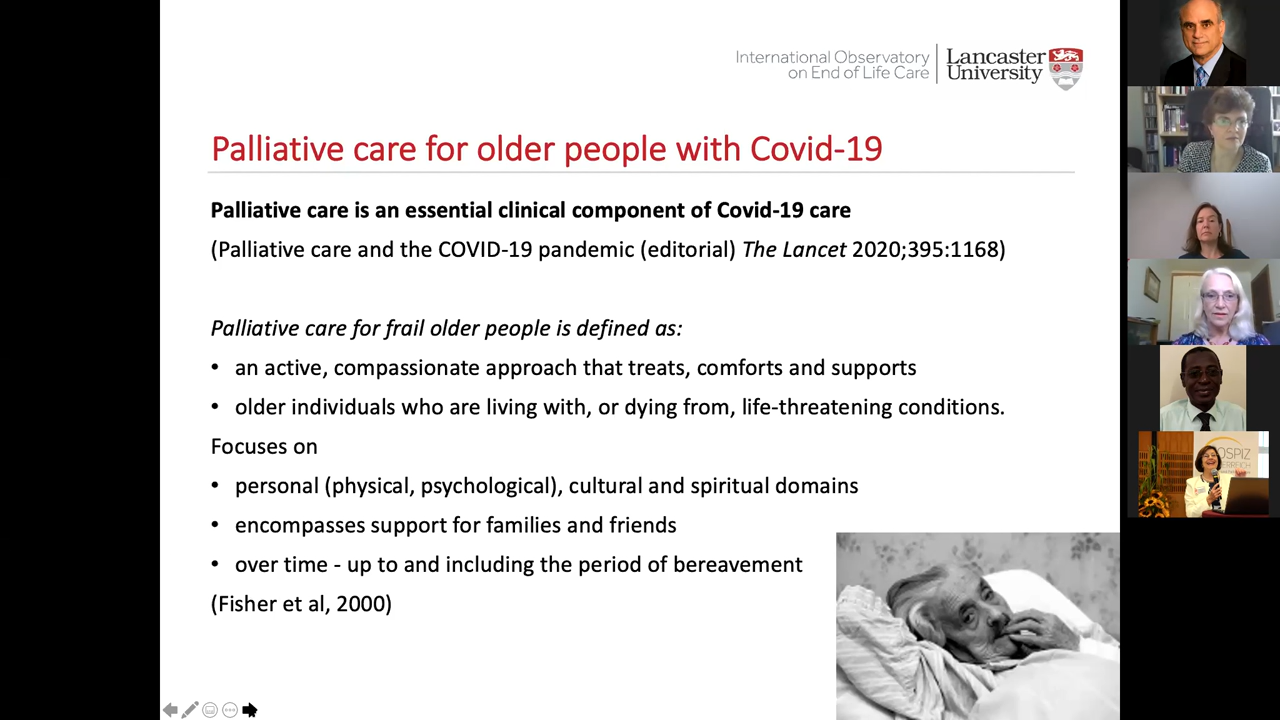 International Observatory
on End of Life Care
Lancaster
University
Palliative care for older people with Covid-19
Palliative care is an essential clinical component of Covid-19 care
(Palliative care and the COVID-19 pandemic (editorial) The Lancet 2020;395:1168)
Palliative care for frail older people is defined as:
• an active, compassionate approach that treats, comforts and supports
• older individuals who are living with, or dying from, life-threatening conditions.
Focuses on
• personal (physical, psychological), cultural and spiritual domains
• encompasses support for families and friends
• over time - up to and including the period of bereavement
(Fisher et al, 2000)
OSPIZ